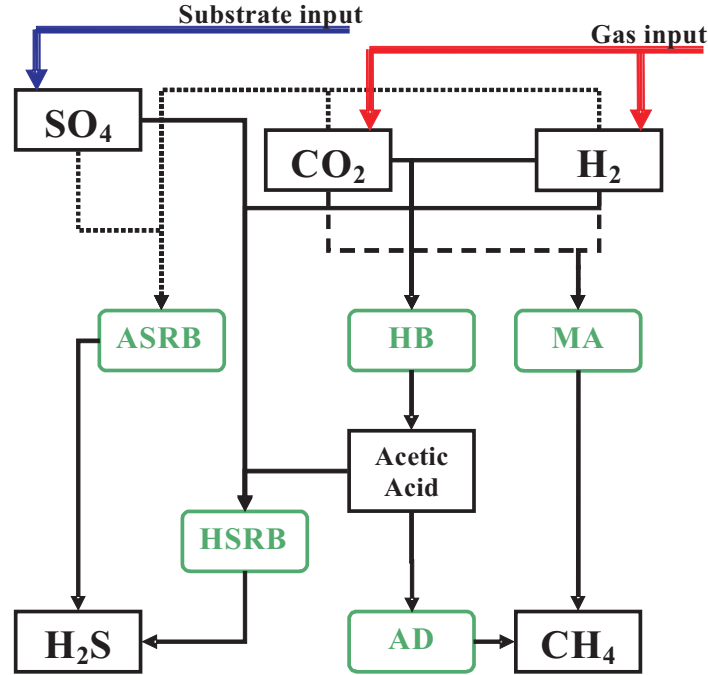 Substrate input
Gas input
SO₄
CO₂
H₂
ASRB
HB
MA
Acetic
Acid
HSRB
H₂S
AD
CH₄